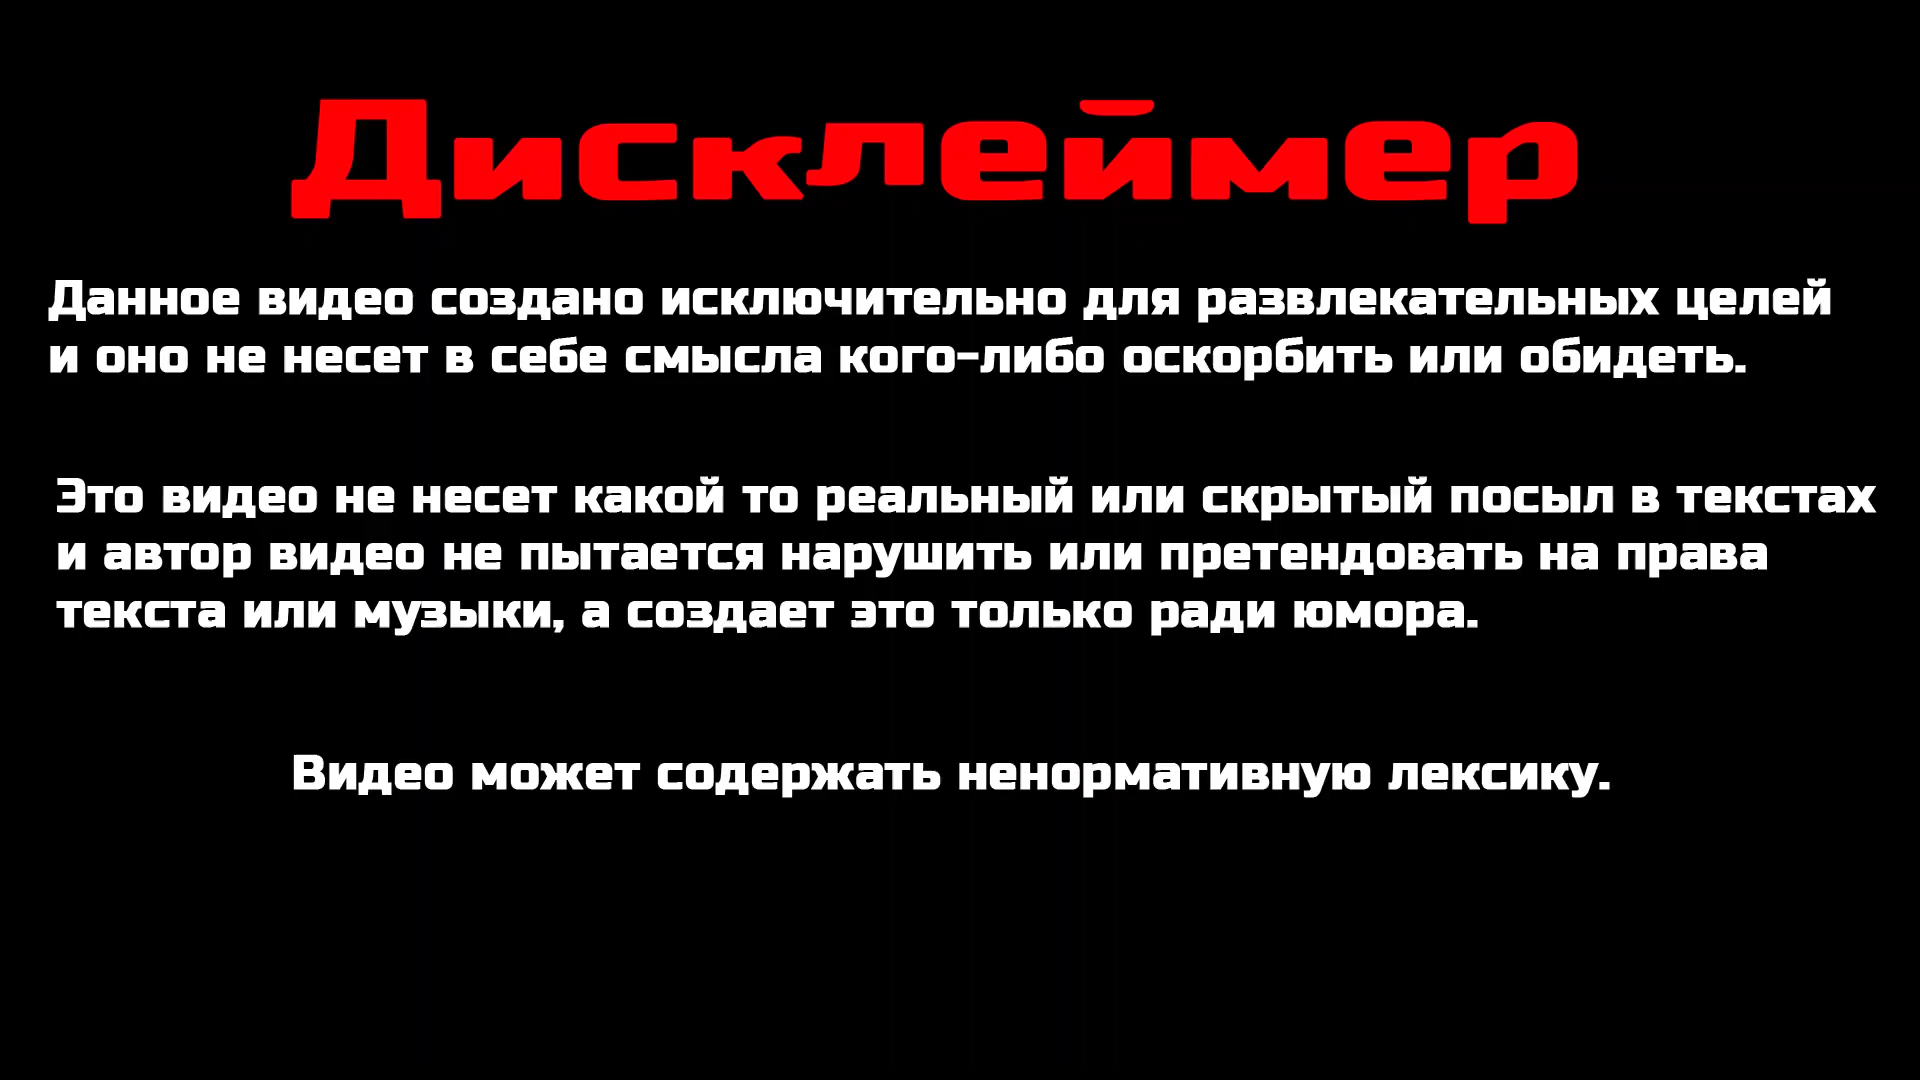 Дисклеймер
Данное видео создано исключительно для развлекательных целей
и оно не несет в себе смысла кого-либо оскорбить или обидеть.
Это видео не несет какой то реальный или скрытый посыл в текстах
и автор видео не пытается нарушить или претендовать на права
текста или музыки, а создает это только ради юмора.
Видео может содержать ненормативную лексику.